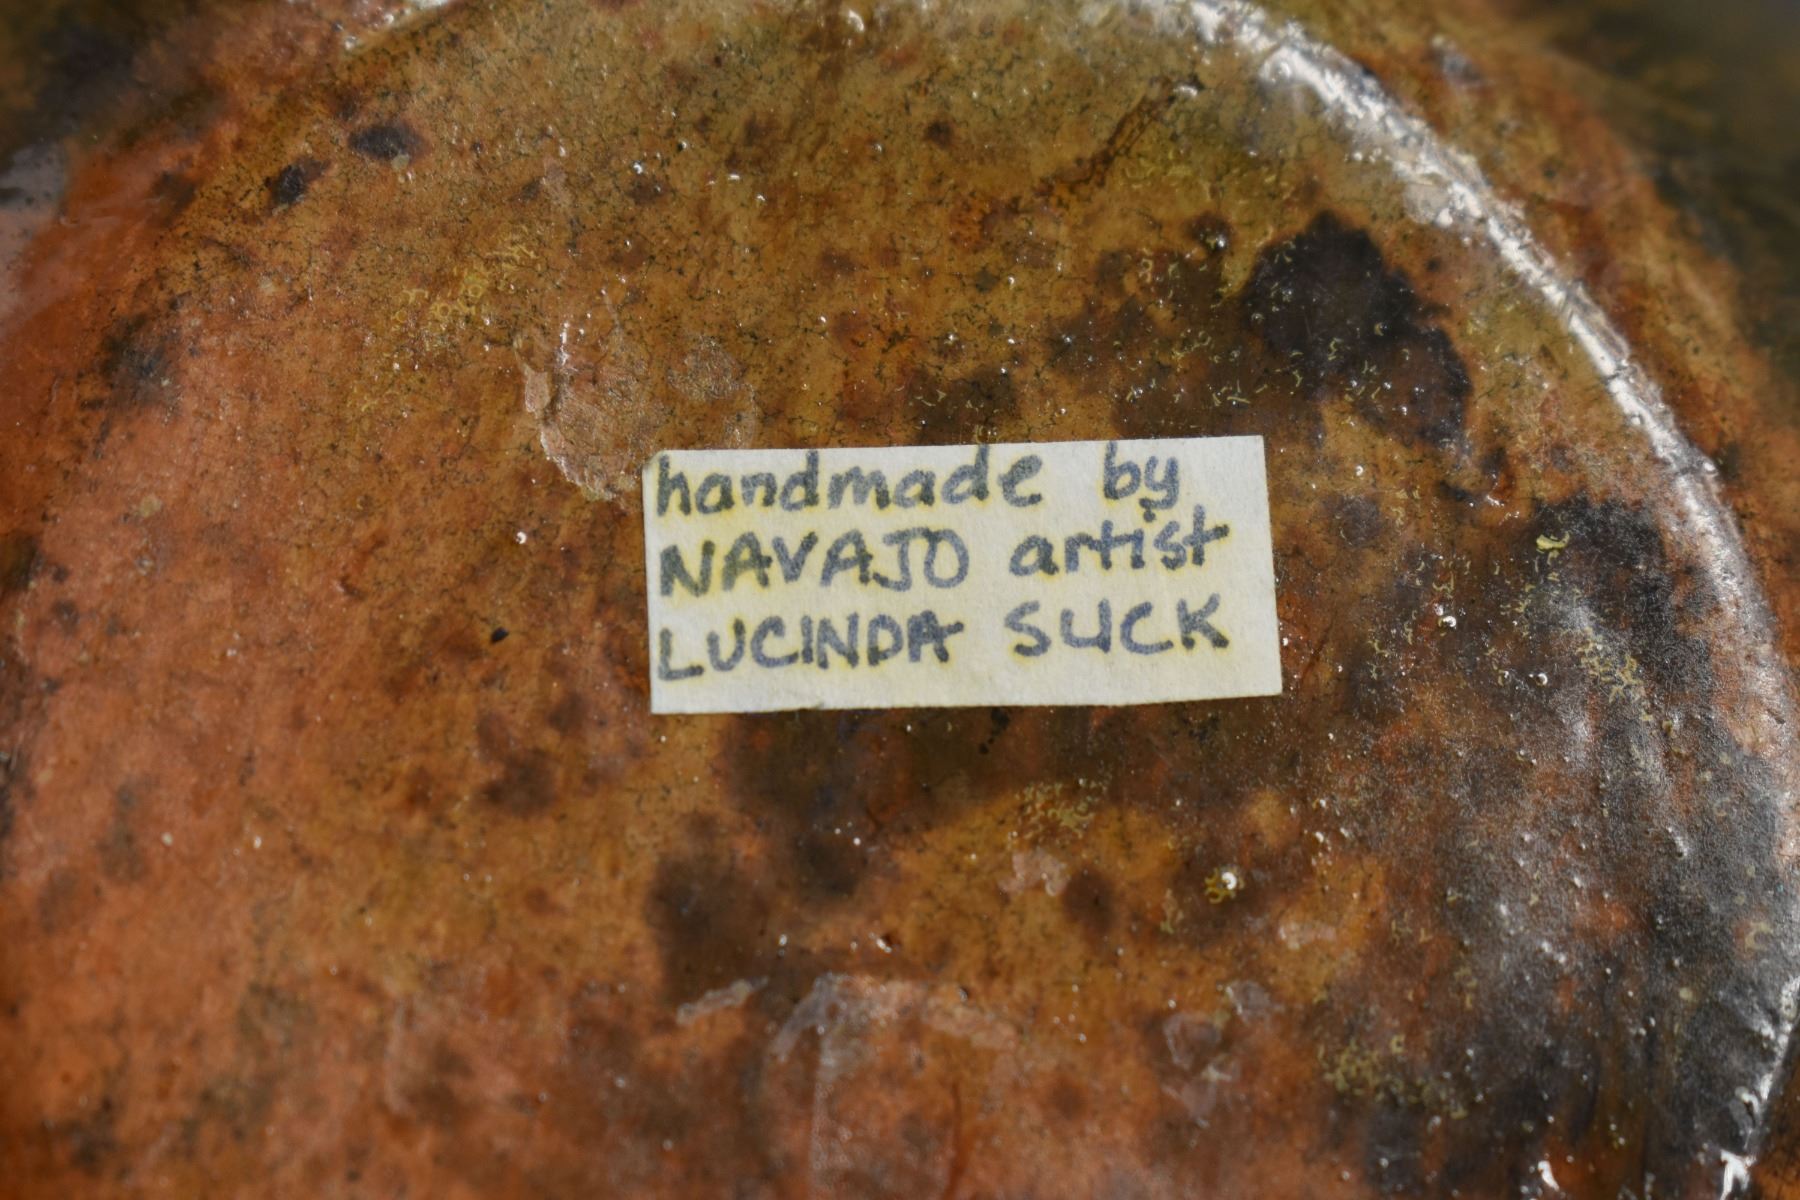 handmade by
NAVAJO artist
LUCINDA SUCK